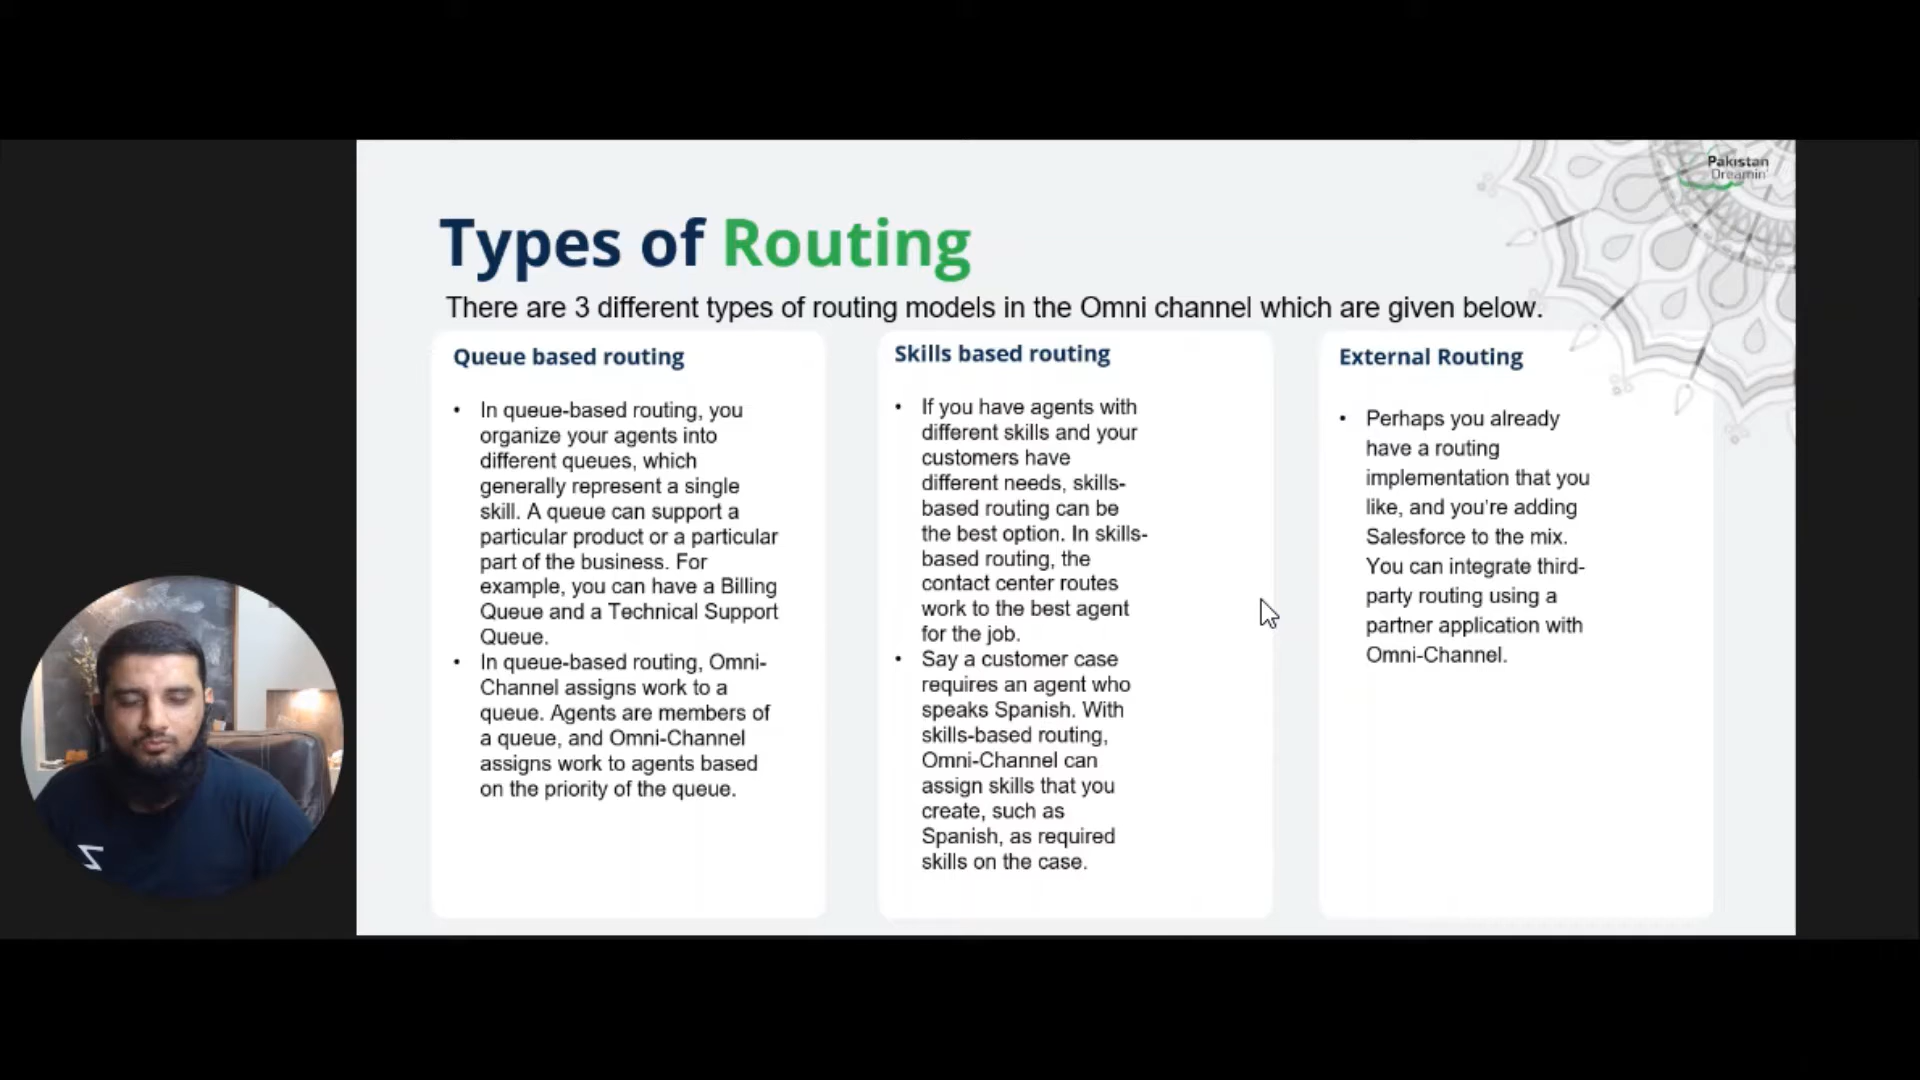 Pakistan
Dreamin'
Types of Routing
There are 3 different types of routing models in the Omni channel which are given below.
Queue based routing
• In queue-based routing, you
organize your agents into
different queues, which
generally represent a single
skill. A queue can support a
particular product or a particular
part of the business. For
example, you can have a Billing
Queue and a Technical Support
Queue.
• In queue-based routing, Omni-
Channel assigns work to a
queue. Agents are members of
a queue, and Omni-Channel
assigns work to agents based
on the priority of the queue.
Skills based routing
• If you have agents with
different skills and your
customers have
different needs, skills-
based routing can be
the best option. In skills-
based routing, the
contact center routes
work to the best agent
for the job.
• Say a customer case
requires an agent who
speaks Spanish. With
skills-based routing,
Omni-Channel can
assign skills that you
create, such as
Spanish, as required
skills on the case.
External Routing
• Perhaps you already
have a routing
implementation that you
like, and you're adding
Salesforce to the mix.
You can integrate third-
party routing using a
partner application with
Omni-Channel.